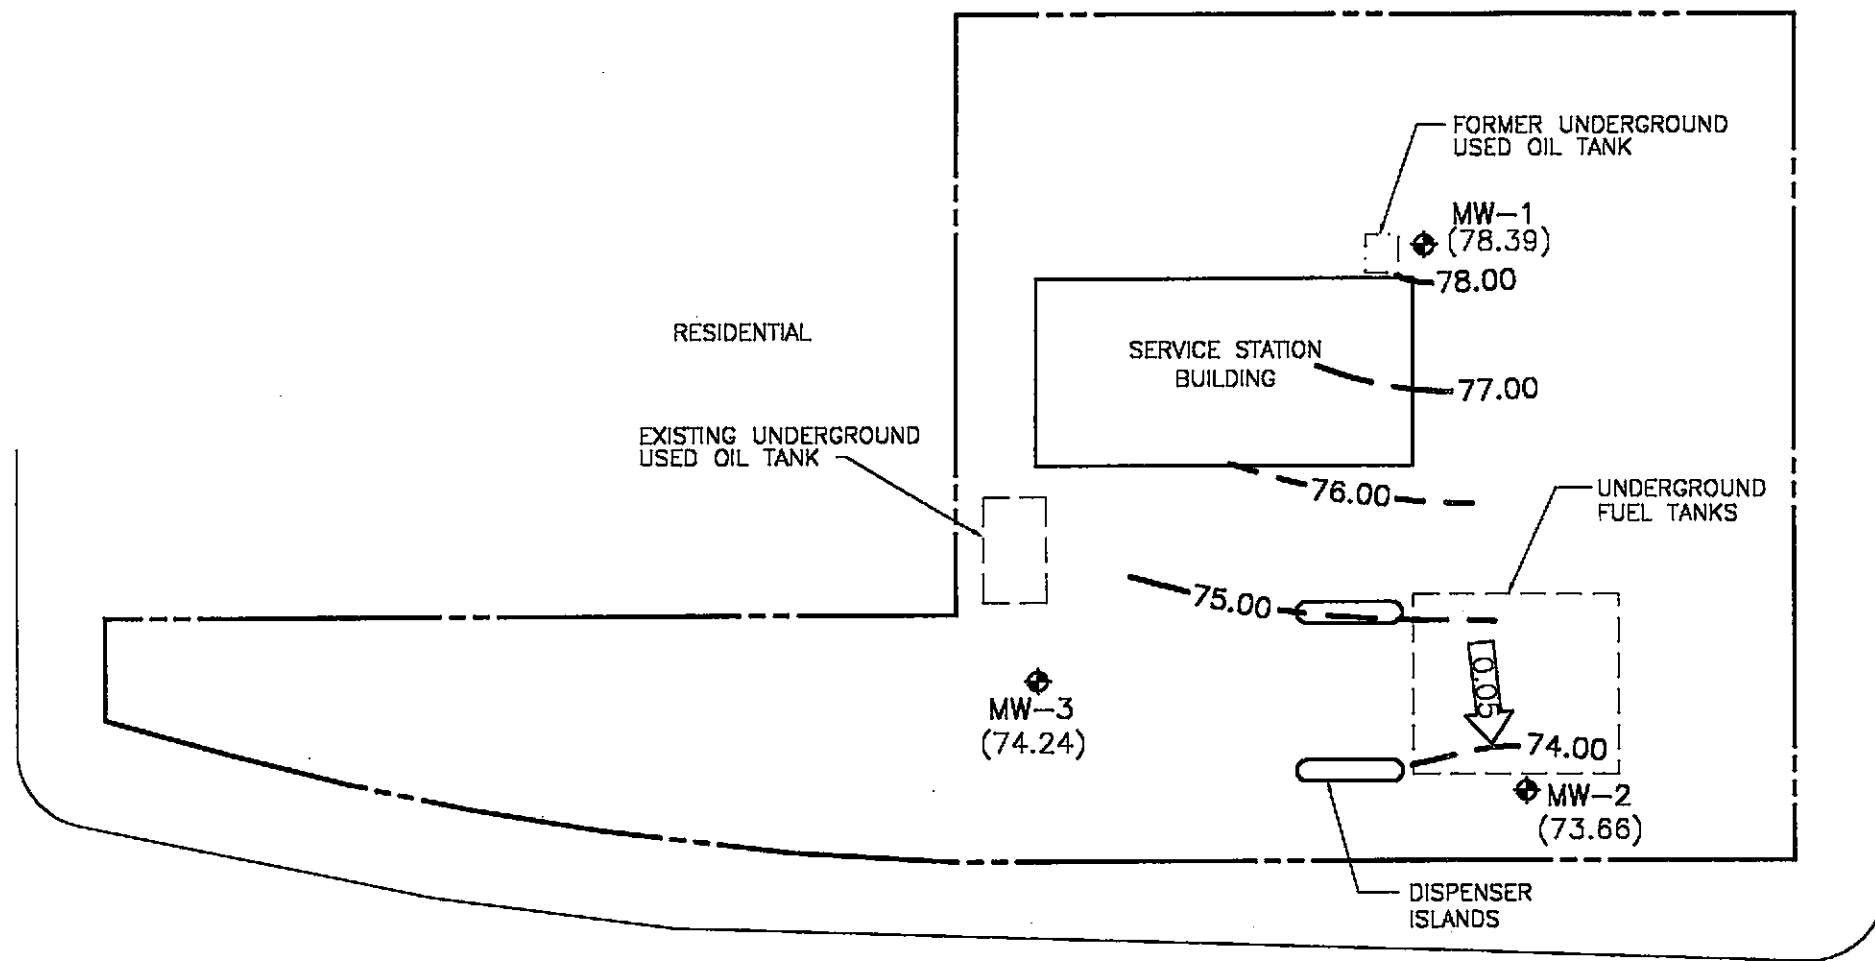 FORMER UNDERGROUND
USED OIL TANK
MW-1
(78.39)
78.00
RESIDENTIAL
SERVICE STATION
BUILDING
77.00
EXISTING UNDERGROUND
USED OIL TANK
76.00
UNDERGROUND
FUEL TANKS
75.00
0.05
MW-3
(74.24)
74.00
MW-2
(73.66)
DISPENSER
ISLANDS